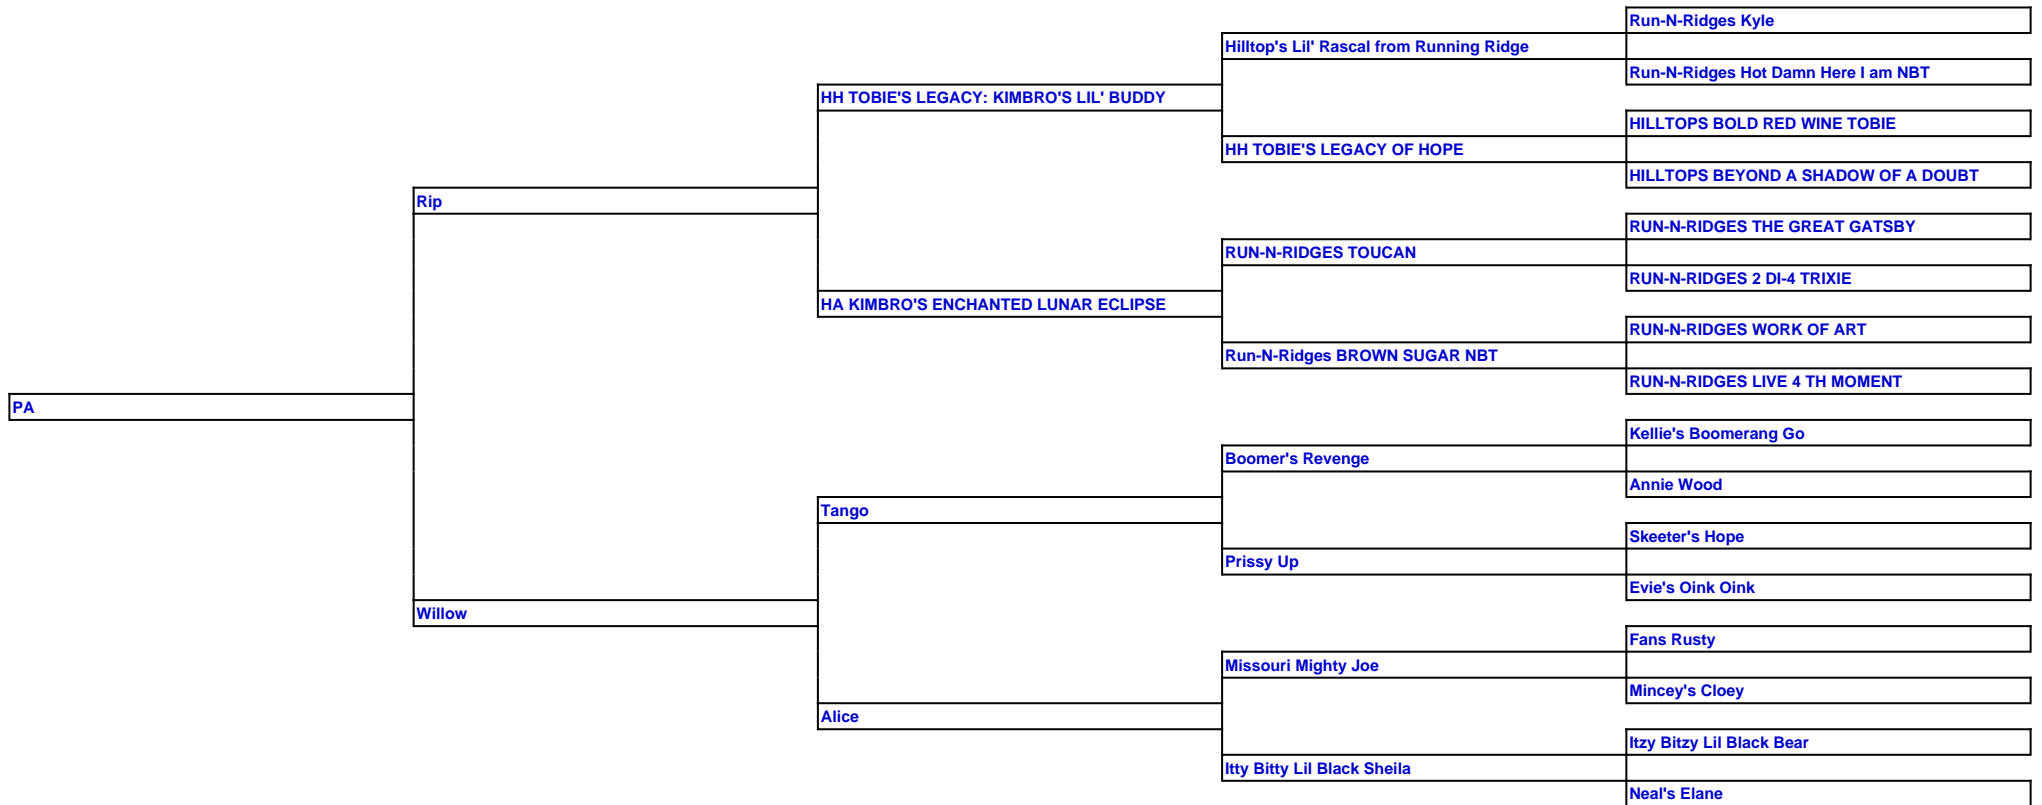 Run-N-Ridges Kyle
Hilltop's Lil' Rascal from Running Ridge
Run-N-Ridges Hot Damn Here I am NBT
HH TOBIE'S LEGACY: KIMBRO'S LIL' BUDDY
HILLTOPS BOLD RED WINE TOBIE
HH TOBIE'S LEGACY OF HOPE
HILLTOPS BEYOND A SHADOW OF A DOUBT
Rip
RUN-N-RIDGES THE GREAT GATSBY
RUN-N-RIDGES TOUCAN
RUN-N-RIDGES 2 DI-4 TRIXIE
HA KIMBRO'S ENCHANTED LUNAR ECLIPSE
RUN-N-RIDGES WORK OF ART
Run-N-Ridges BROWN SUGAR NBT
RUN-N-RIDGES LIVE 4 TH MOMENT
PA
Kellie's Boomerang Go
Boomer's Revenge
Annie Wood
Tango
Skeeter's Hope
Prissy Up
Evie's Oink Oink
Willow
Fans Rusty
Missouri Mighty Joe
Mincey's Cloey
Alice
Itzy Bitzy Lil Black Bear
Itty Bitty Lil Black Sheila
Neal's Elane